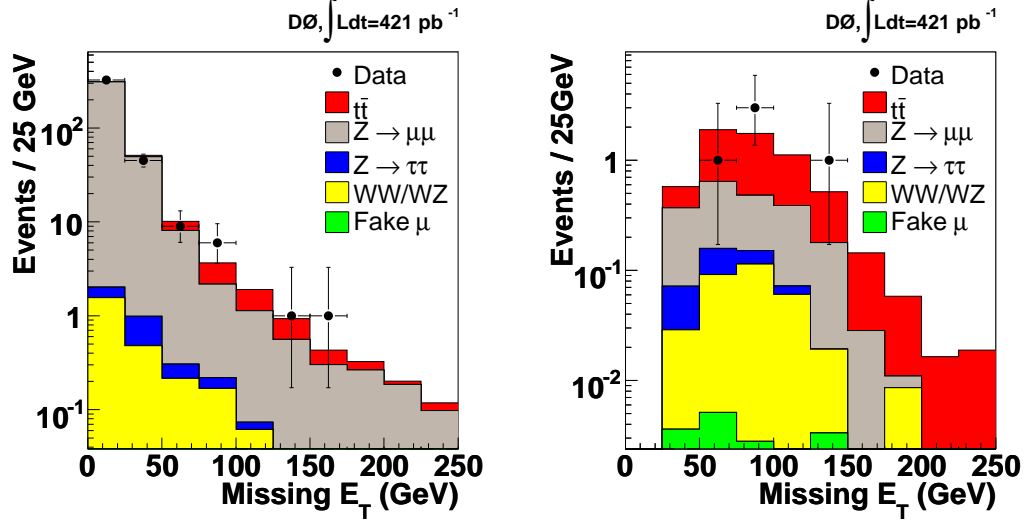 DØ, ∫Ldt=421 pb⁻¹
Events / 25 GeV
10²
10
1
10⁻¹
Data
tt̄
Z → μμ
Z → ττ
WW/WZ
Fake μ
0 50 100 150 200 250
Missing E_T (GeV)
DØ, ∫Ldt=421 pb⁻¹
Events / 25GeV
1
10⁻¹
10⁻²
Data
tt̄
Z → μμ
Z → ττ
WW/WZ
Fake μ
0 50 100 150 200 250
Missing E_T (GeV)